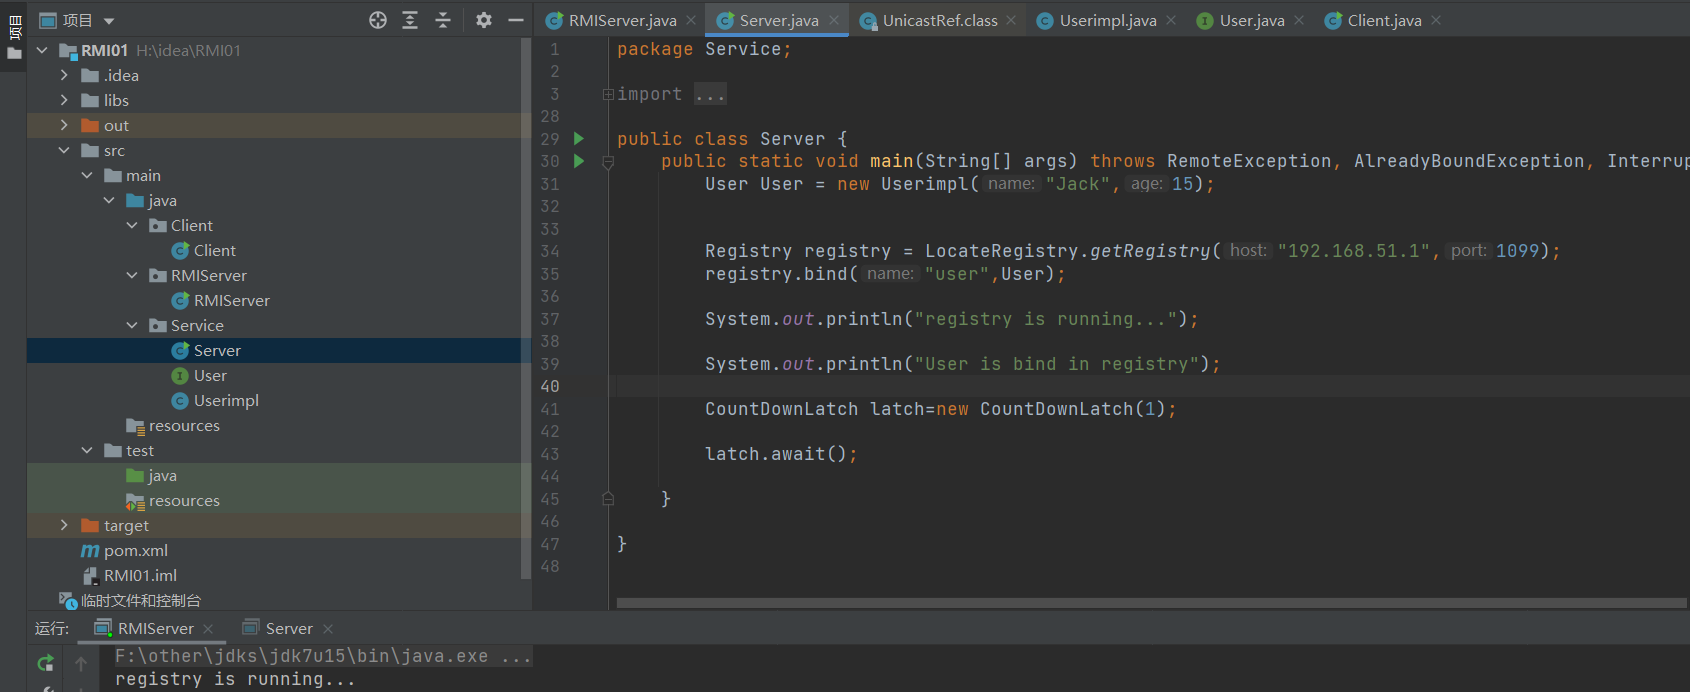 项目
项目
RMI01 H:\idea\RMI01
.idea
libs
out
src
main
java
Client
Client
RMIServer
RMIServer
Service
Server
User
Userimpl
resources
test
java
resources
target
pom.xml
RMI01.iml
临时文件和控制台
RMIServer.java
Server.java
UnicastRef.class
Userimpl.java
User.java
Client.java
1 package Service;
2
3 import ...
28
29 public class Server {
30 public static void main(String[] args) throws RemoteException, AlreadyBoundException, Interrup
31 User User = new Userimpl( name: "Jack", age: 15);
32
33
34 Registry registry = LocateRegistry.getRegistry( host: "192.168.51.1", port: 1099);
35 registry.bind( name: "user",User);
36
37 System.out.println("registry is running...");
38
39 System.out.println("User is bind in registry");
40
41 CountDownLatch latch=new CountDownLatch(1);
42
43 latch.await();
44
45 }
46
47 }
48
运行: RMIServer Server
F:\other\jdks\jdk7u15\bin\java.exe ...
registry is running...